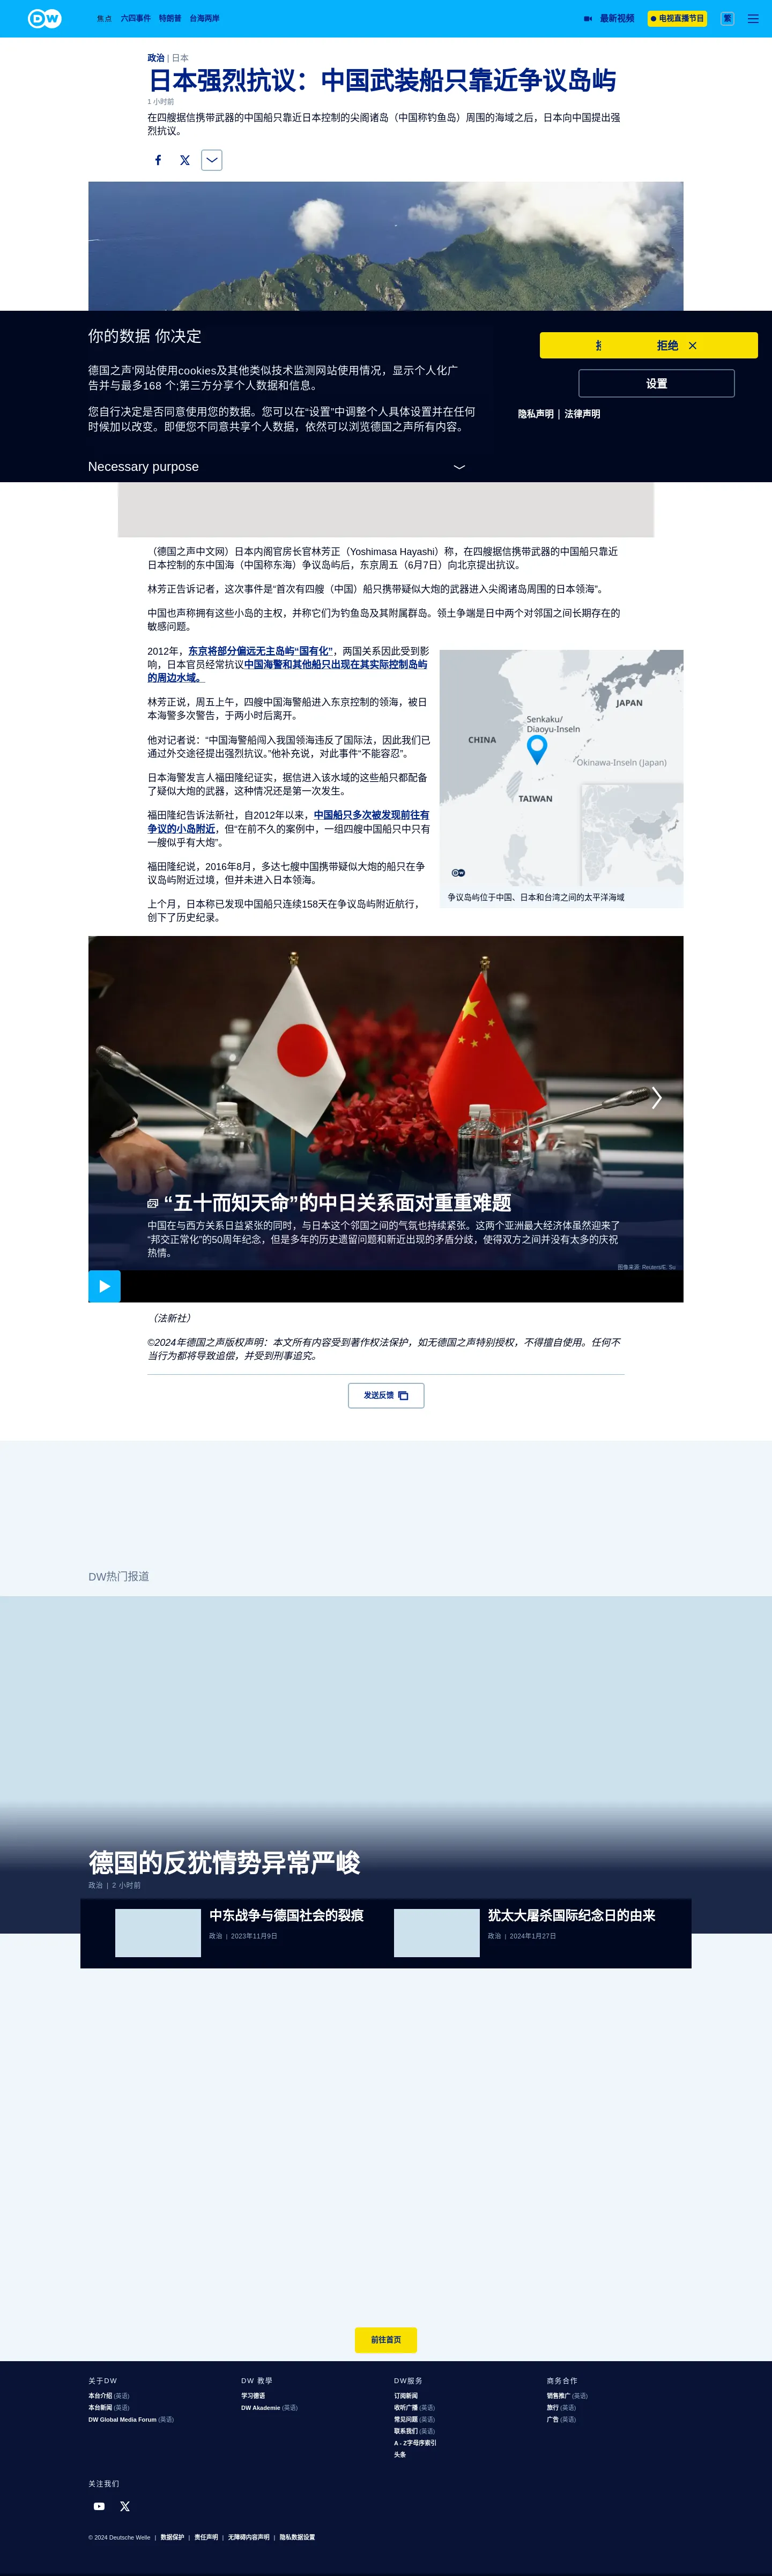 DW
焦点 六四事件 特朗普 台海两岸 最新视频 电视直播节目 繁
政治 | 日本
日本强烈抗议：中国武装船只靠近争议岛屿
1 小时前
在四艘据信携带武器的中国船只靠近日本控制的尖阁诸岛（中国称钓鱼岛）周围的海域之后，日本向中国提出强
烈抗议。
你的数据 你决定
拒绝
德国之声'网站使用cookies及其他类似技术监测网站使用情况，显示个人化广
告并与最多168 个;第三方分享个人数据和信息。
设置
您自行决定是否同意使用您的数据。您可以在“设置”中调整个人具体设置并在任何
时候加以改变。即便您不同意共享个人数据，依然可以浏览德国之声所有内容。
隐私声明 | 法律声明
Necessary purpose
（德国之声中文网）日本内阁官房长官林芳正（Yoshimasa Hayashi）称，在四艘据信携带武器的中国船只靠近
日本控制的东中国海（中国称东海）争议岛屿后，东京周五（6月7日）向北京提出抗议。
林芳正告诉记者，这次事件是“首次有四艘（中国）船只携带疑似大炮的武器进入尖阁诸岛周围的日本领海”。
中国也声称拥有这些小岛的主权，并称它们为钓鱼岛及其附属群岛。领土争端是日中两个对邻国之间长期存在的
敏感问题。
2012年，东京将部分偏远无主岛屿“国有化”，两国关系因此受到影
响，日本官员经常抗议中国海警和其他船只出现在其实际控制岛屿
的周边水域。
林芳正说，周五上午，四艘中国海警船进入东京控制的领海，被日
本海警多次警告，于两小时后离开。
他对记者说：“中国海警船闯入我国领海违反了国际法，因此我们已
通过外交途径提出强烈抗议。”他补充说，对此事件“不能容忍”。
日本海警发言人福田隆纪证实，据信进入该水域的这些船只都配备
了疑似大炮的武器，这种情况还是第一次发生。
福田隆纪告诉法新社，自2012年以来，中国船只多次被发现前往有
争议的小岛附近，但“在前不久的案例中，一组四艘中国船只中只有
一艘似乎有大炮”。
福田隆纪说，2016年8月，多达七艘中国携带疑似大炮的船只在争
议岛屿附近过境，但并未进入日本领海。
上个月，日本称已发现中国船只连续158天在争议岛屿附近航行，
创下了历史纪录。
JAPAN
Senkaku/
Diaoyu-Inseln
CHINA
Okinawa-Inseln (Japan)
TAIWAN
DW
争议岛屿位于中国、日本和台湾之间的太平洋海域
“五十而知天命”的中日关系面对重重难题
中国在与西方关系日益紧张的同时，与日本这个邻国之间的气氛也持续紧张。这两个亚洲最大经济体虽然迎来了
“邦交正常化”的50周年纪念，但是多年的历史遗留问题和新近出现的矛盾分歧，使得双方之间并没有太多的庆祝
热情。
图像来源: Reuters/E. Su
（法新社）
©2024年德国之声版权声明：本文所有内容受到著作权法保护，如无德国之声特别授权，不得擅自使用。任何不
当行为都将导致追偿，并受到刑事追究。
发送反馈
DW热门报道
德国的反犹情势异常严峻
政治 | 2 小时前
中东战争与德国社会的裂痕
政治 | 2023年11月9日
犹太大屠杀国际纪念日的由来
政治 | 2024年1月27日
前往首页
关于DW
本台介绍 (英语)
本台新闻 (英语)
DW Global Media Forum (英语)
DW 教學
学习德语
DW Akademie (英语)
DW服务
订阅新闻
收听广播 (英语)
常见问题 (英语)
联系我们 (英语)
A - Z字母序索引
头条
商务合作
销售推广 (英语)
旅行 (英语)
广告 (英语)
关注我们
© 2024 Deutsche Welle | 数据保护 | 责任声明 | 无障碍内容声明 | 隐私数据设置